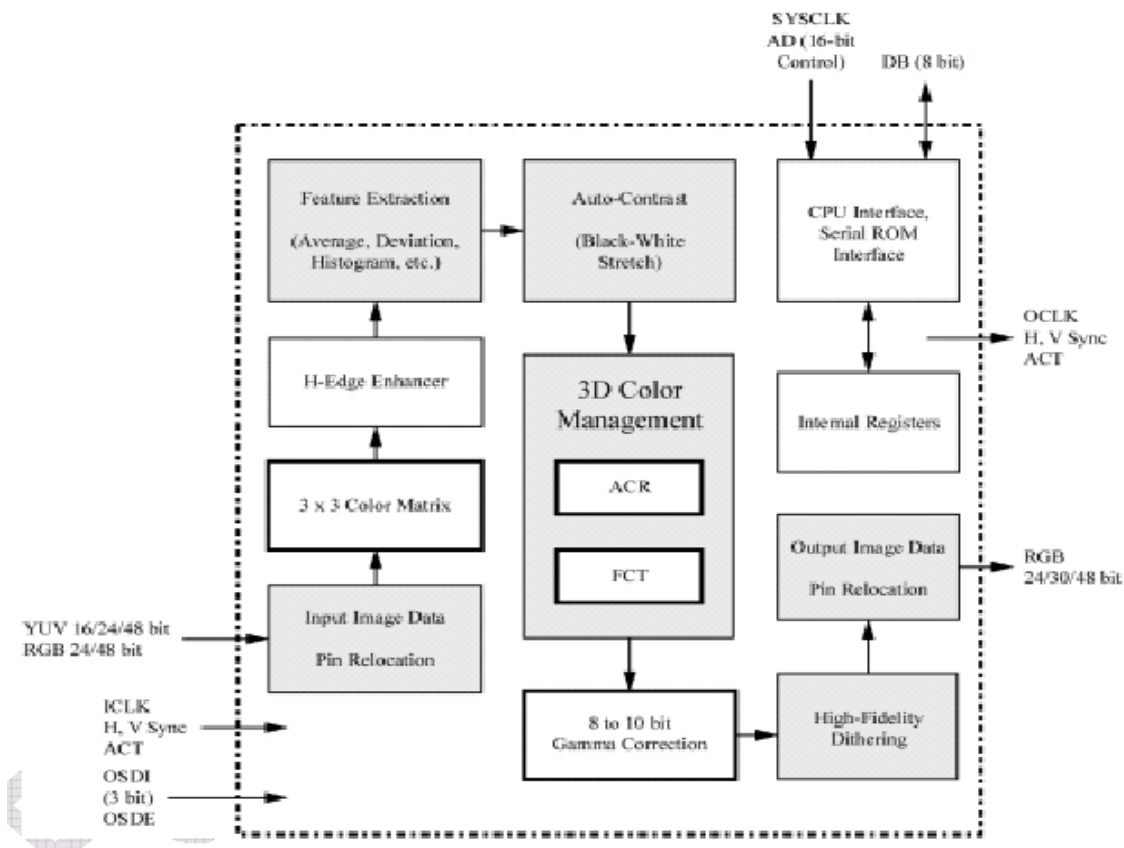 SYSCLK
AD (16-bit
Control)
DB (8 bit)
Feature Extraction
(Average, Deviation,
Histogram, etc.)
Auto-Contrast
(Black-White
Stretch)
CPU Interface,
Serial ROM
Interface
OCLK
H, V Sync
ACT
H-Edge Enhancer
3D Color
Management
Internal Registers
ACR
3 x 3 Color Matrix
FCT
Output Image Data
Pin Relocation
RGB
24/30/48 bit
YUV 16/24/48 bit
RGB 24/48 bit
Input Image Data
Pin Relocation
ICLK
H, V Sync
ACT
8 to 10 bit
Gamma Correction
High-Fidelity
Dithering
OSDI
(3 bit)
OSDE